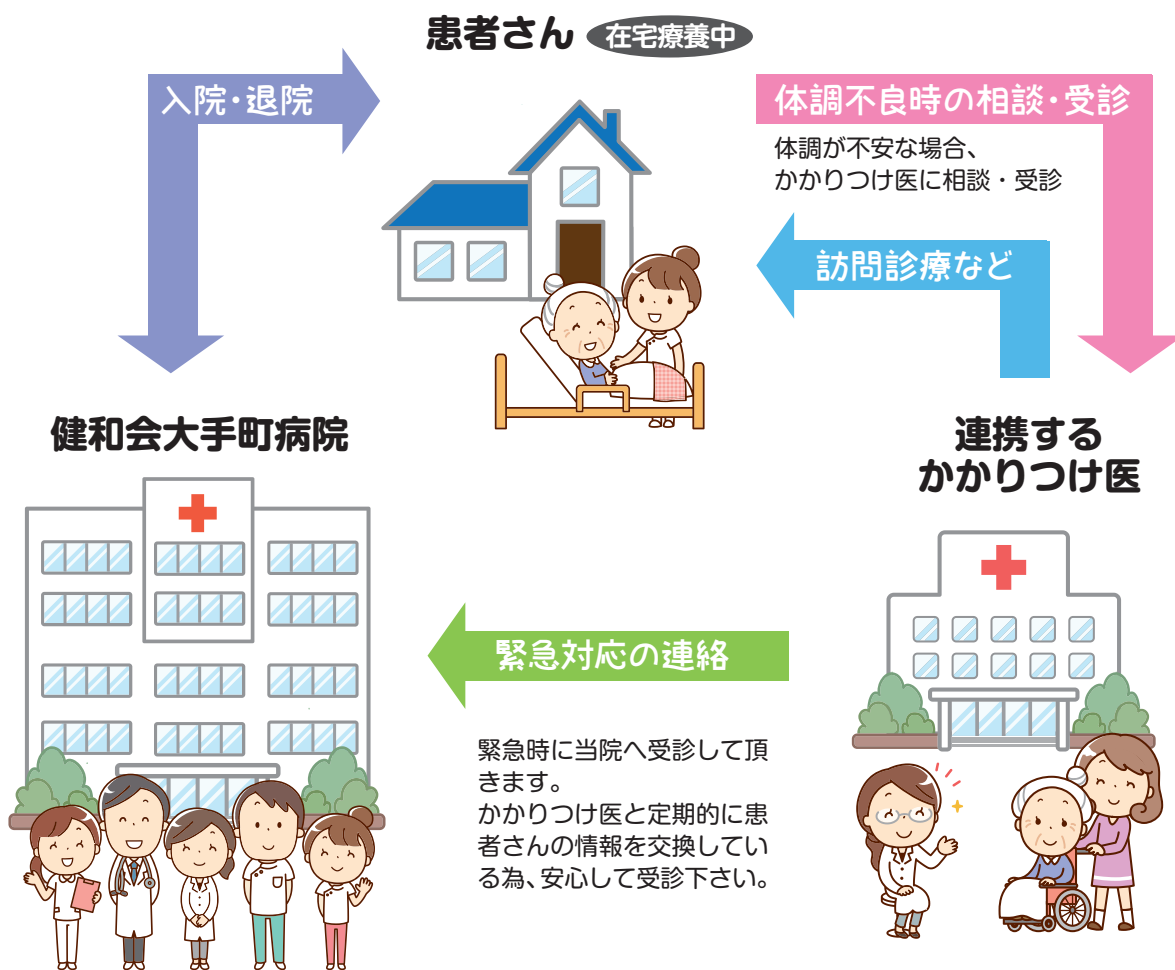 患者さん 在宅療養中
入院・退院
体調不良時の相談・受診
体調が不安な場合、
かかりつけ医に相談・受診
訪問診療など
健和会大手町病院
連携する
かかりつけ医
緊急対応の連絡
緊急時に当院へ受診して頂
きます。
かかりつけ医と定期的に患
者さんの情報を交換してい
る為、安心して受診下さい。